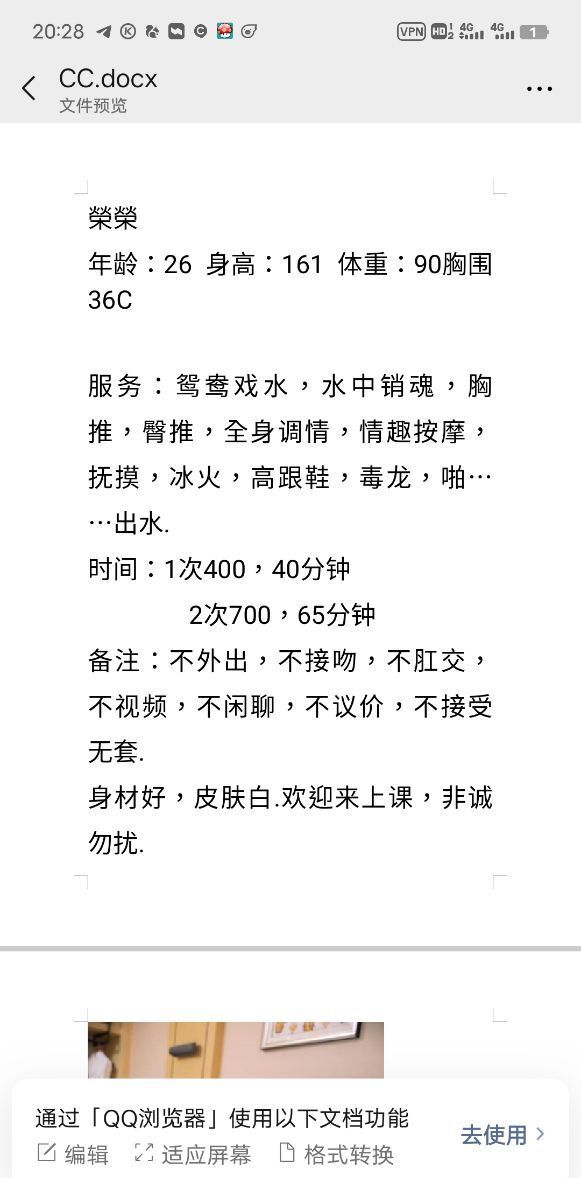 20:28
VPN HD 1 2 4G 4G 1
CC.docx
文件预览
榮榮
年龄：26 身高：161 体重：90胸围
36C
服务：鸳鸯戏水，水中销魂，胸
推，臀推，全身调情，情趣按摩，
抚摸，冰火，高跟鞋，毒龙，啪…
…出水.
时间：1次400，40分钟
2次700，65分钟
备注：不外出，不接吻，不肛交，
不视频，不闲聊，不议价，不接受
无套.
身材好，皮肤白.欢迎来上课，非诚
勿扰.
通过「QQ浏览器」使用以下文档功能
去使用
编辑 适应屏幕 格式转换